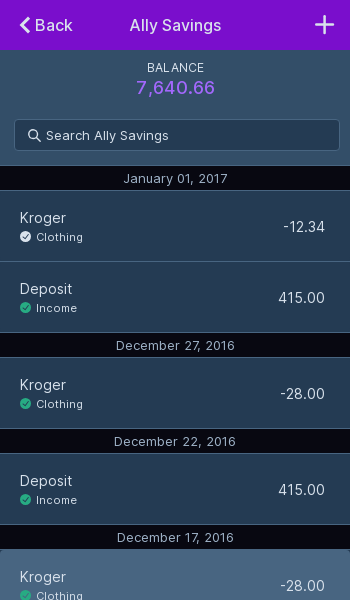 Back
Ally Savings
BALANCE
7,640.66
Search Ally Savings
January 01, 2017
Kroger
-12.34
Clothing
Deposit
415.00
Income
December 27, 2016
Kroger
-28.00
Clothing
December 22, 2016
Deposit
415.00
Income
December 17, 2016
Kroger
-28.00
Clothing